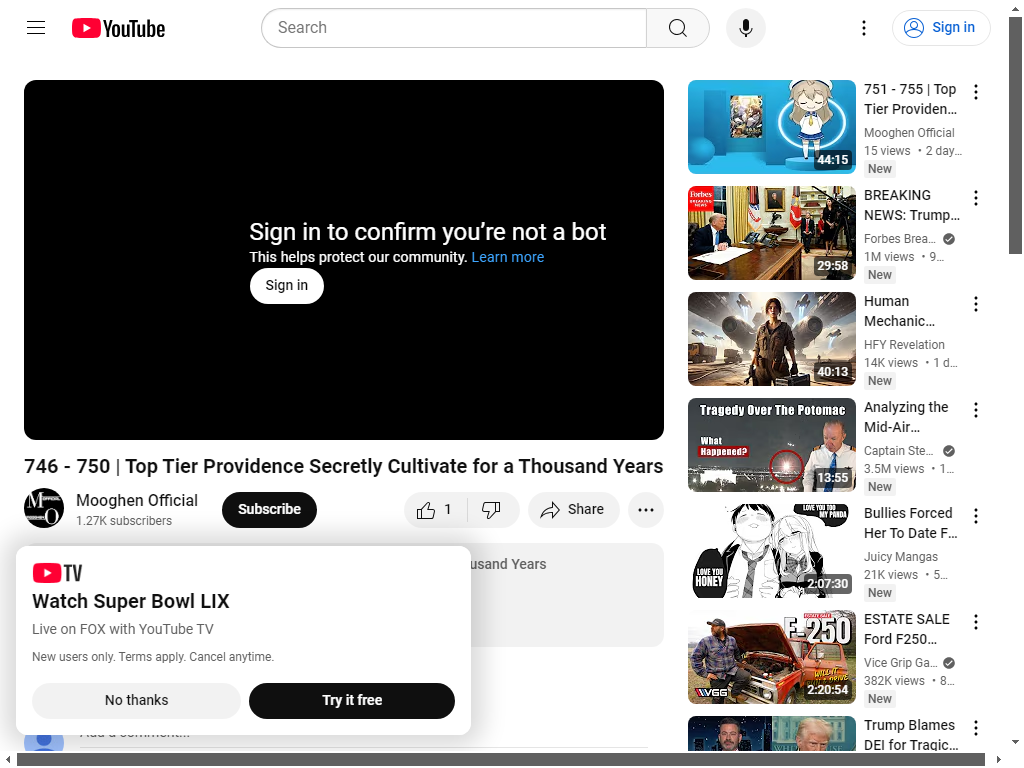 YouTube
Search
Sign in
Sign in to confirm you're not a bot
This helps protect our community. Learn more
Sign in
746 - 750 | Top Tier Providence Secretly Cultivate for a Thousand Years
Mooghen Official
1.27K subscribers
Subscribe
1
Share
usand Years
TV
Watch Super Bowl LIX
Live on FOX with YouTube TV
New users only. Terms apply. Cancel anytime.
No thanks
Try it free
Add a comment...
44:15
751 - 755 | Top
Tier Providen…
Mooghen Official
15 views • 2 day…
New
Forbes
BREAKING NEWS
29:58
BREAKING
NEWS: Trump…
Forbes Brea…
1M views • 9…
New
40:13
Human
Mechanic…
HFY Revelation
14K views • 1 d…
New
Tragedy Over The Potomac
What
Happened?
13:55
Analyzing the
Mid-Air…
Captain Ste…
3.5M views • 1…
New
LOVE YOU TOO
MY PANDA
LOVE YOU
HONEY
2:07:30
Bullies Forced
Her To Date F…
Juicy Mangas
21K views • 5…
New
ESTATE SALE
F-250
WILL IT
VGG
2:20:54
ESTATE SALE
Ford F250…
Vice Grip Ga…
382K views • 8…
New
Trump Blames
DEI for Tragic…